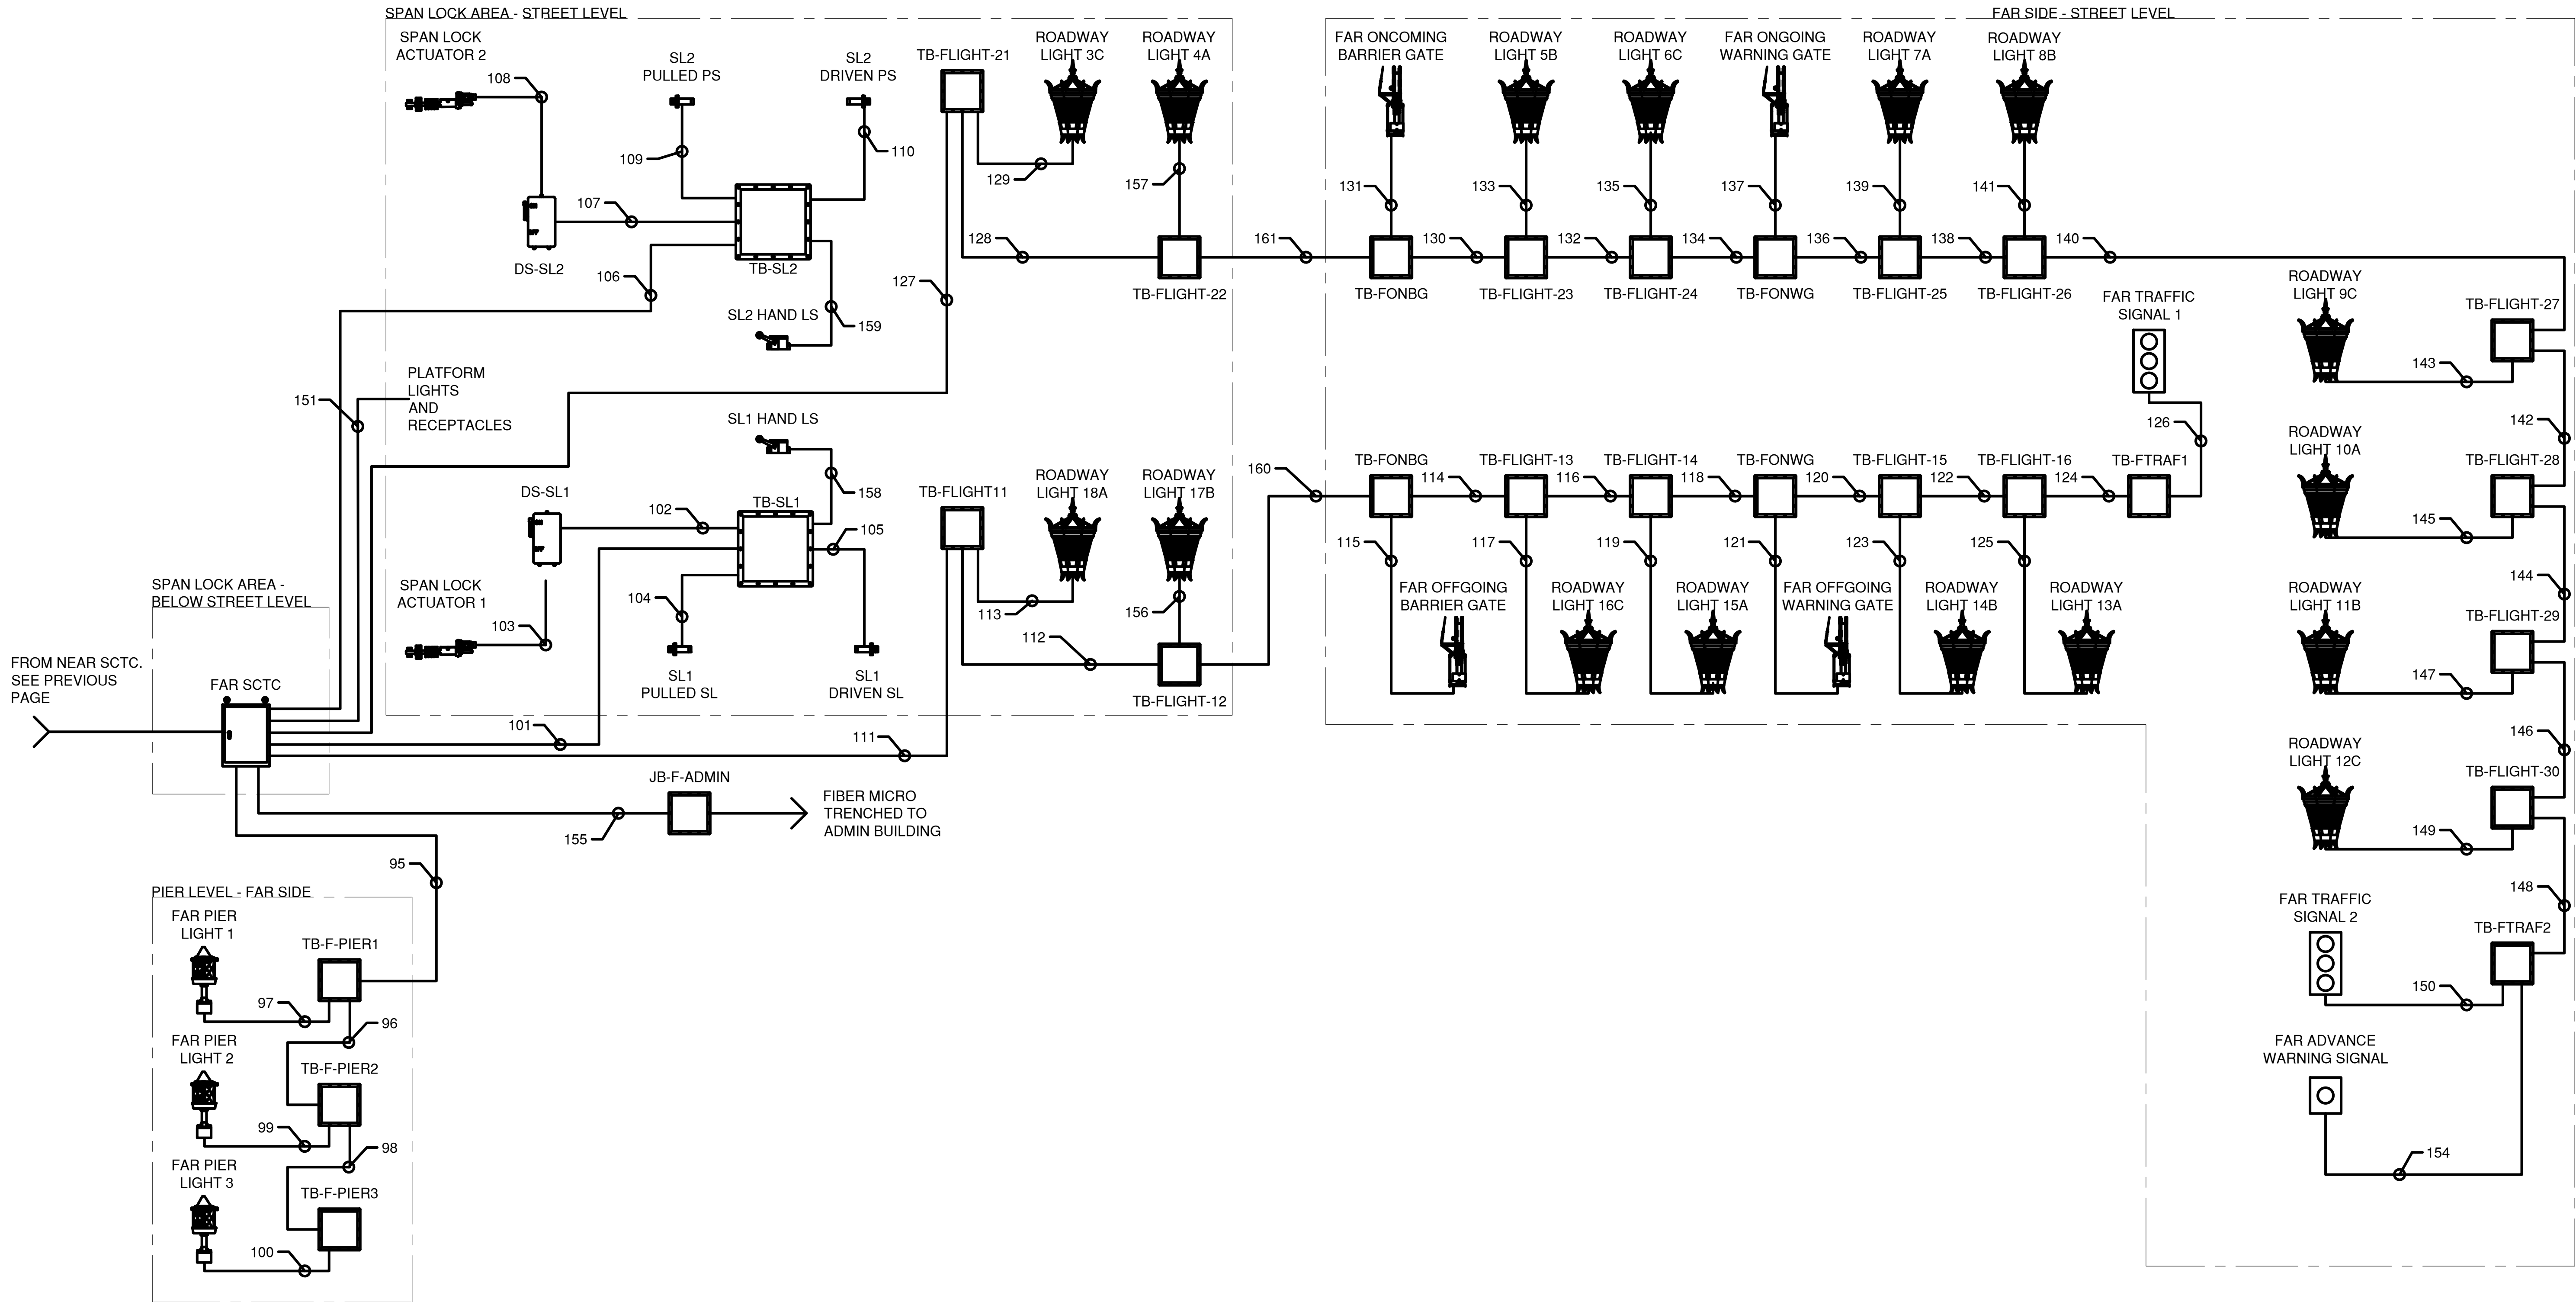 SPAN LOCK AREA - STREET LEVEL
FAR SIDE - STREET LEVEL
SPAN LOCK
ACTUATOR 2
108
SL2
PULLED PS
SL2
DRIVEN PS
109
110
107
DS-SL2
TB-SL2
106
SL2 HAND LS
159
TB-FLIGHT-21
ROADWAY
LIGHT 3C
ROADWAY
LIGHT 4A
129
157
128
127
TB-FLIGHT-22
161
FAR ONCOMING
BARRIER GATE
ROADWAY
LIGHT 5B
ROADWAY
LIGHT 6C
FAR ONGOING
WARNING GATE
ROADWAY
LIGHT 7A
ROADWAY
LIGHT 8B
131
133
135
137
139
141
130
132
134
136
138
140
TB-FONBG
TB-FLIGHT-23
TB-FLIGHT-24
TB-FONWG
TB-FLIGHT-25
TB-FLIGHT-26
FAR TRAFFIC
SIGNAL 1
ROADWAY
LIGHT 9C
TB-FLIGHT-27
143
142
PLATFORM
LIGHTS
AND
RECEPTACLES
151
SL1 HAND LS
158
DS-SL1
102
TB-SL1
105
SPAN LOCK
ACTUATOR 1
103
104
SL1
PULLED SL
SL1
DRIVEN SL
TB-FLIGHT11
ROADWAY
LIGHT 18A
ROADWAY
LIGHT 17B
113
156
112
TB-FLIGHT-12
160
126
TB-FONBG
TB-FLIGHT-13
TB-FLIGHT-14
TB-FONWG
TB-FLIGHT-15
TB-FLIGHT-16
TB-FTRAF1
114
116
118
120
122
124
115
117
119
121
123
125
FAR OFFGOING
BARRIER GATE
ROADWAY
LIGHT 16C
ROADWAY
LIGHT 15A
FAR OFFGOING
WARNING GATE
ROADWAY
LIGHT 14B
ROADWAY
LIGHT 13A
ROADWAY
LIGHT 10A
TB-FLIGHT-28
145
144
ROADWAY
LIGHT 11B
TB-FLIGHT-29
147
146
ROADWAY
LIGHT 12C
TB-FLIGHT-30
149
148
FAR TRAFFIC
SIGNAL 2
TB-FTRAF2
150
FAR ADVANCE
WARNING SIGNAL
154
SPAN LOCK AREA -
BELOW STREET LEVEL
FROM NEAR SCTC.
SEE PREVIOUS
PAGE
FAR SCTC
101
111
JB-F-ADMIN
155
FIBER MICRO
TRENCHED TO
ADMIN BUILDING
95
PIER LEVEL - FAR SIDE
FAR PIER
LIGHT 1
TB-F-PIER1
97
96
FAR PIER
LIGHT 2
TB-F-PIER2
99
98
FAR PIER
LIGHT 3
TB-F-PIER3
100